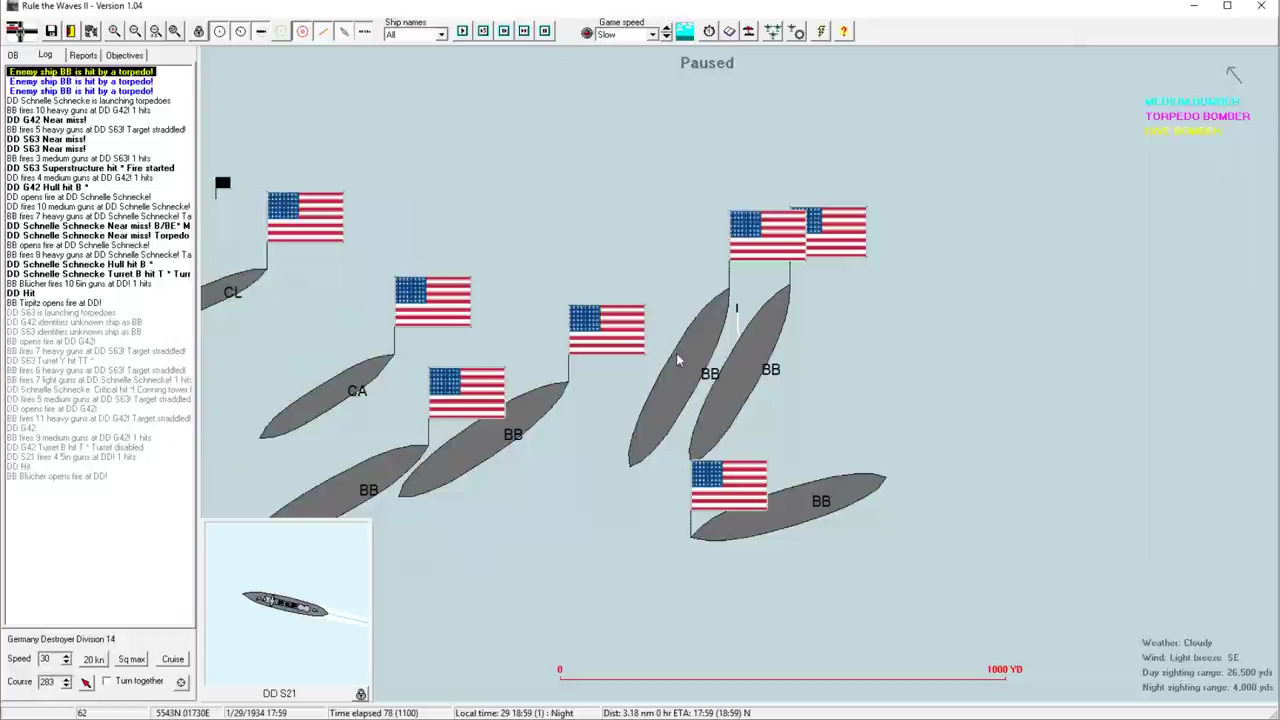 Rule the Waves II - Version 1.04
Ship names
All
Game speed
Slow
OB
Log
Reports
Objectives
Paused
Enemy ship BB is hit by a torpedo!
Enemy ship BB is hit by a torpedo!
Enemy ship BB is hit by a torpedo!
DD Schnelle Schnecke is launching torpedoes
BB fires 10 heavy guns at DD G42! 1 hits
DD G42 Near miss!
BB fires 5 heavy guns at DD S63! Target straddled!
DD S63 Near miss!
DD S63 Near miss!
BB fires 3 medium guns at DD S63! 1 hits
DD S63 Superstructure hit * Fire started
DD fires 4 medium guns at DD G42! 1 hits
DD G42 Hull hit B *
DD opens fire at DD Schnelle Schnecke!
DD fires 10 medium guns at DD Schnelle Schnecke!
BB fires 7 heavy guns at DD Schnelle Schnecke! Ta
DD Schnelle Schnecke Near miss! B/BE* M
DD Schnelle Schnecke Near miss! Torpedo
BB opens fire at DD Schnelle Schnecke!
BB fires 8 heavy guns at DD Schnelle Schnecke! Ta
DD Schnelle Schnecke Hull hit B *
DD Schnelle Schnecke Turret B hit T * Turr
BB Blücher fires 10 6in guns at DD! 1 hits
DD Hit
BB Tirpitz opens fire at DD!
DD S63 is launching torpedoes
DD G42 identifies unknown ship as BB
DD S63 identifies unknown ship as BB
BB opens fire at DD G42!
BB fires 7 heavy guns at DD S63! Target straddled!
DD S63 Turret Y hit TT *
BB fires 6 heavy guns at DD S63! Target straddled!
BB fires 7 light guns at DD Schnelle Schnecke! 1 hits
DD Schnelle Schnecke Critical hit *! Conning tower
DD fires 5 medium guns at DD S63! Target straddled
DD opens fire at DD G42!
BB fires 11 heavy guns at DD G42! Target straddled!
DD G42
BB fires 9 medium guns at DD G42! 1 hits
DD G42 Turret B hit T * Turret disabled
DD S21 fires 4 5in guns at DD! 1 hits
DD Hit
BB Blücher opens fire at DD!
MEDIUM BOMBER
TORPEDO BOMBER
DIVE BOMBER
CL
CA
BB
BB
BB
BB
BB
Germany Destroyer Division 14
Speed 30 20 kn Sq max Cruise
Course 283 Turn together
DD S21
0
1000 YD
Weather: Cloudy
Wind: Light breeze SE
Day sighting range: 26,500 yds
Night sighting range: 4,000 yds
62
5543N 01730E
1/29/1934 17:59
Time elapsed 78 (1100)
Local time: 29 18:59 (1) : Night
Dist: 3.18 nm 0 hr ETA: 17:59 (18:59) N